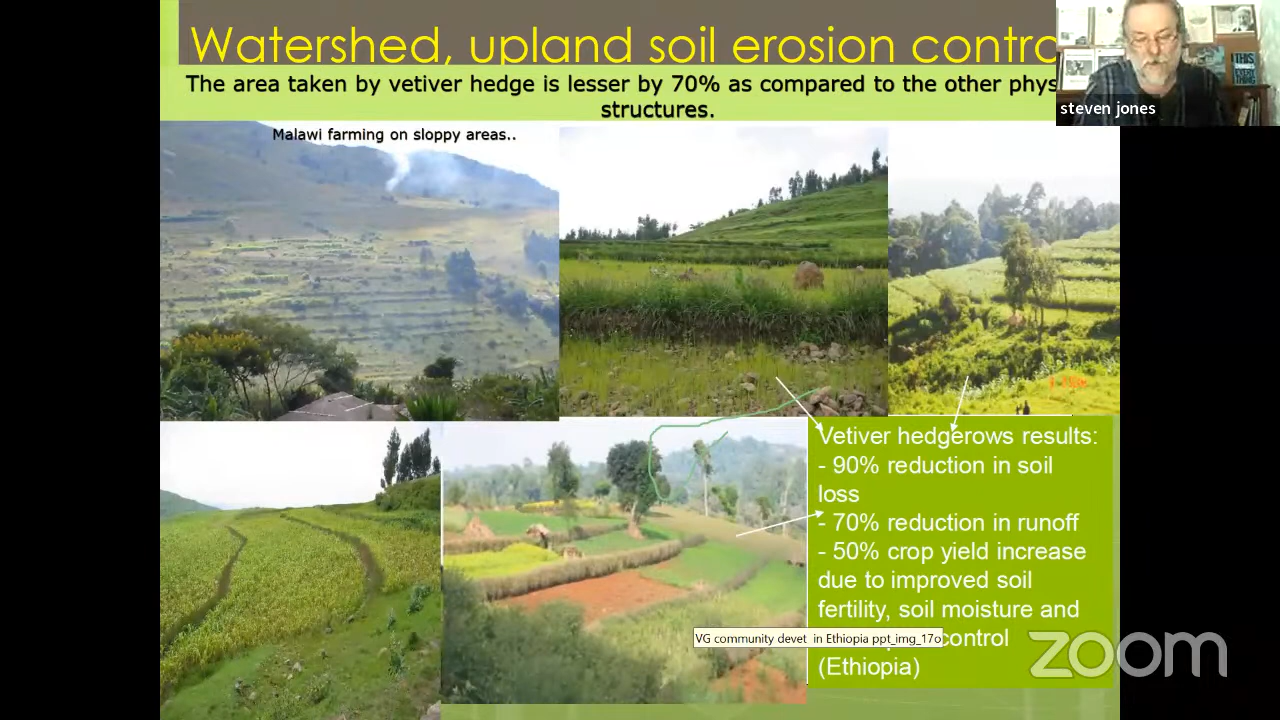 Watershed, upland soil erosion contro
The area taken by vetiver hedge is lesser by 70% as compared to the other phys
structures.
steven jones
Malawi farming on sloppy areas..
Vetiver hedgerows results:
- 90% reduction in soil
loss
- 70% reduction in runoff
- 50% crop yield increase
due to improved soil
fertility, soil moisture and
control
(Ethiopia)
VG community devet in Ethiopia ppt_img_17o
zoom